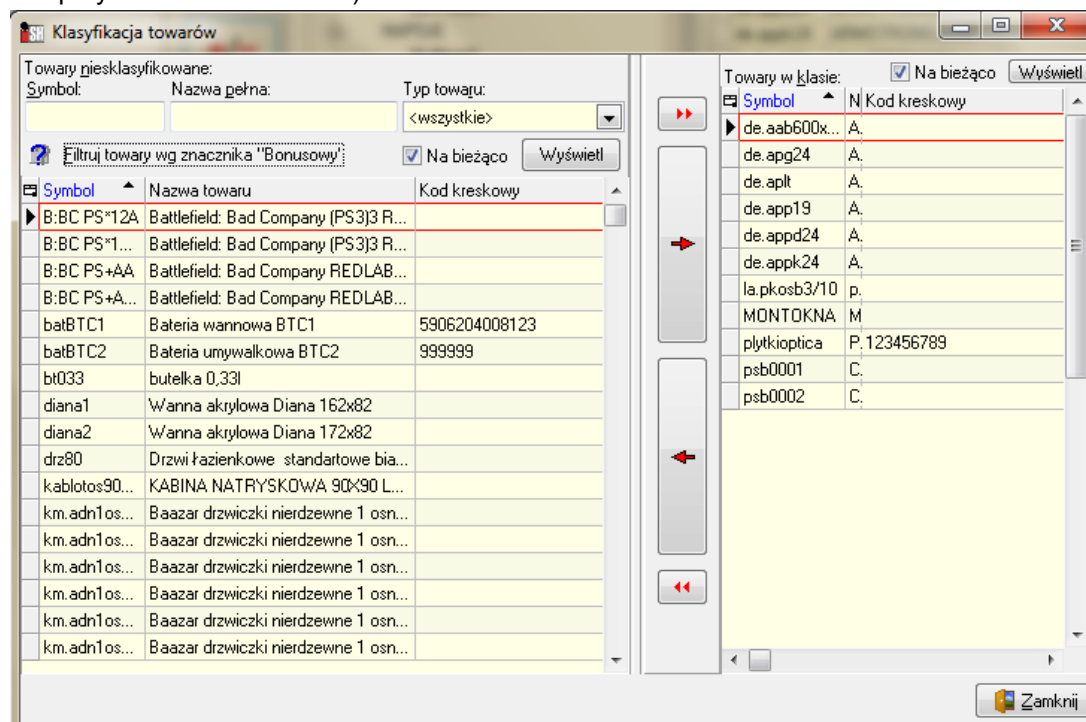 Klasyfikacja towarów
Towary niesklasyfikowane:
Symbol: Nazwa pełna: Typ towaru:
<wszystkie>
Filtruj towary wg znacznika "Bonusowy" Na bieżąco Wyświetl
Symbol Nazwa towaru Kod kreskowy
B:BC PS*12A Battlefield: Bad Company (PS3)3 R...
B:BC PS*1... Battlefield: Bad Company (PS3)3 R...
B:BC PS+AA Battlefield: Bad Company REDLAB...
B:BC PS+A... Battlefield: Bad Company REDLAB...
batBTC1 Bateria wannowa BTC1 5906204008123
batBTC2 Bateria umywalkowa BTC2 999999
bt033 butelka 0,33l
diana1 Wanna akrylowa Diana 162x82
diana2 Wanna akrylowa Diana 172x82
drz80 Drzwi łazienkowe standartowe bia...
kablotos90... KABINA NATRYSKOWA 90X90 L...
km.adn1os... Baazar drzwiczki nierdzewne 1 osn...
km.adn1os... Baazar drzwiczki nierdzewne 1 osn...
km.adn1os... Baazar drzwiczki nierdzewne 1 osn...
km.adn1os... Baazar drzwiczki nierdzewne 1 osn...
km.adn1os... Baazar drzwiczki nierdzewne 1 osn...
km.adn1os... Baazar drzwiczki nierdzewne 1 osn...
Towary w klasie: Na bieżąco Wyświetl
Symbol N Kod kreskowy
de.aab600x... A.
de.apg24 A.
de.aplt A.
de.app19 A.
de.appd24 A.
de.appk24 A.
la.pkosb3/10 p.
MONTOKNA M
plytkioptica P. 123456789
psb0001 C.
psb0002 C.
Zamknij